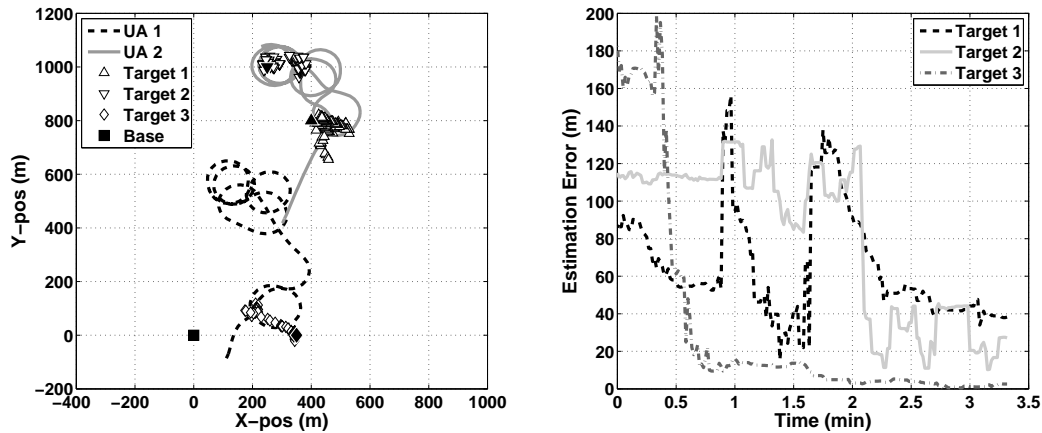 UA 1
UA 2
Target 1
Target 2
Target 3
Base
1200
1000
800
600
400
200
0
−200
−400 −200 0 200 400 600 800 1000
Y−pos (m)
X−pos (m)
Target 1
Target 2
Target 3
200
180
160
140
120
100
80
60
40
20
0
0 0.5 1 1.5 2 2.5 3 3.5
Estimation Error (m)
Time (min)